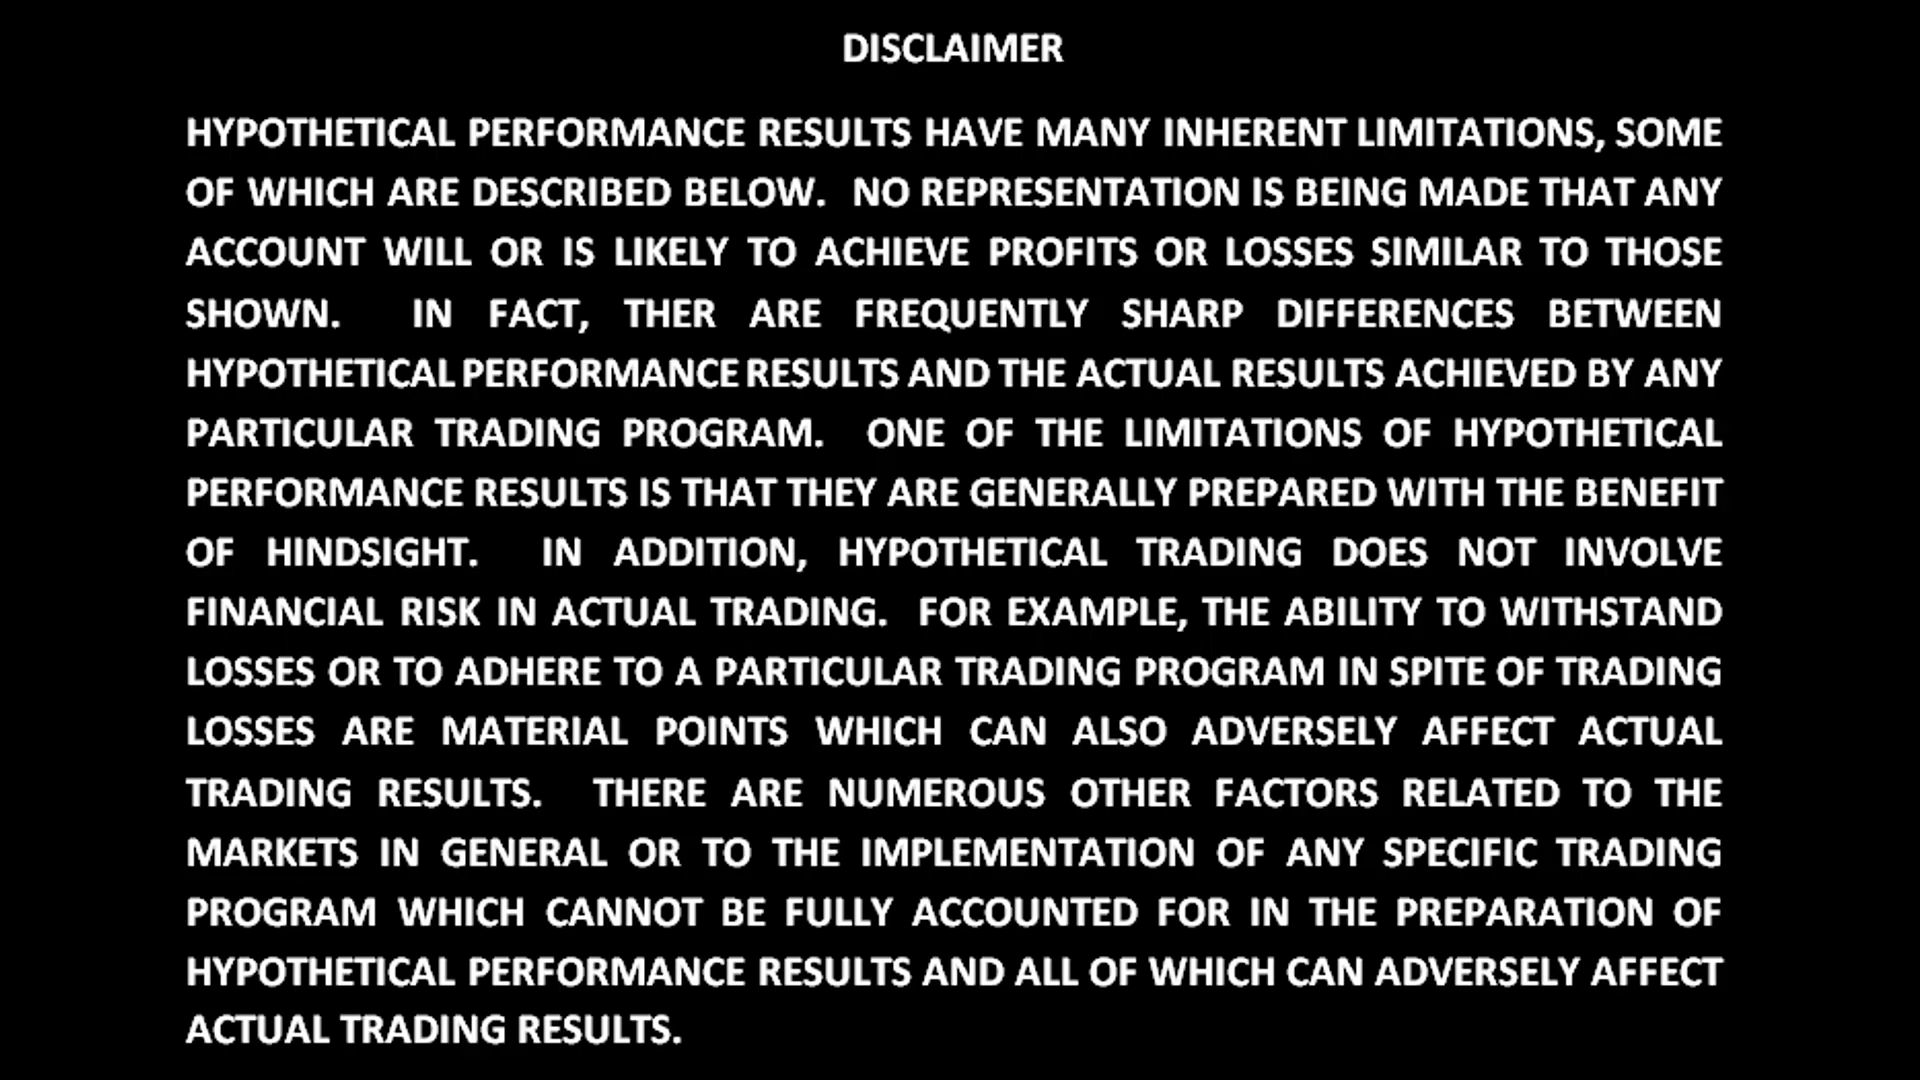 DISCLAIMER
HYPOTHETICAL PERFORMANCE RESULTS HAVE MANY INHERENT LIMITATIONS, SOME
OF WHICH ARE DESCRIBED BELOW.  NO REPRESENTATION IS BEING MADE THAT ANY
ACCOUNT WILL OR IS LIKELY TO ACHIEVE PROFITS OR LOSSES SIMILAR TO THOSE
SHOWN.  IN FACT, THER ARE FREQUENTLY SHARP DIFFERENCES BETWEEN
HYPOTHETICAL PERFORMANCE RESULTS AND THE ACTUAL RESULTS ACHIEVED BY ANY
PARTICULAR TRADING PROGRAM.  ONE OF THE LIMITATIONS OF HYPOTHETICAL
PERFORMANCE RESULTS IS THAT THEY ARE GENERALLY PREPARED WITH THE BENEFIT
OF HINDSIGHT.  IN ADDITION, HYPOTHETICAL TRADING DOES NOT INVOLVE
FINANCIAL RISK IN ACTUAL TRADING.  FOR EXAMPLE, THE ABILITY TO WITHSTAND
LOSSES OR TO ADHERE TO A PARTICULAR TRADING PROGRAM IN SPITE OF TRADING
LOSSES ARE MATERIAL POINTS WHICH CAN ALSO ADVERSELY AFFECT ACTUAL
TRADING RESULTS.  THERE ARE NUMEROUS OTHER FACTORS RELATED TO THE
MARKETS IN GENERAL OR TO THE IMPLEMENTATION OF ANY SPECIFIC TRADING
PROGRAM WHICH CANNOT BE FULLY ACCOUNTED FOR IN THE PREPARATION OF
HYPOTHETICAL PERFORMANCE RESULTS AND ALL OF WHICH CAN ADVERSELY AFFECT
ACTUAL TRADING RESULTS.